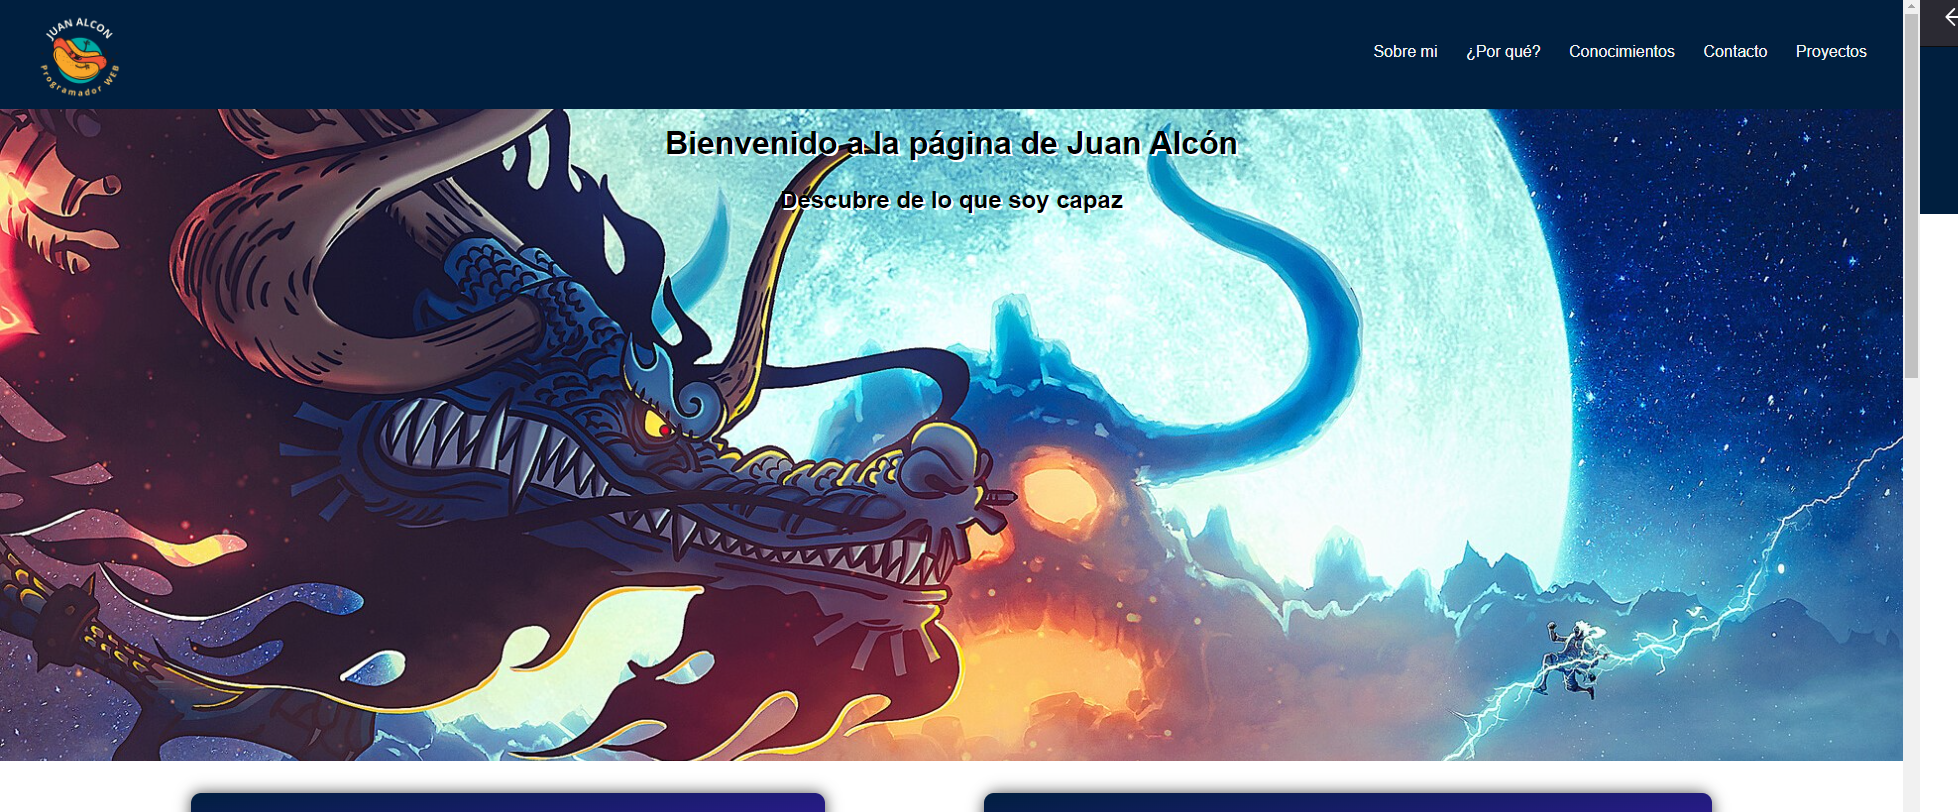 JUAN ALCON
Programador WEB
Sobre mi
¿Por qué?
Conocimientos
Contacto
Proyectos
Bienvenido a la página de Juan Alcón
Descubre de lo que soy capaz